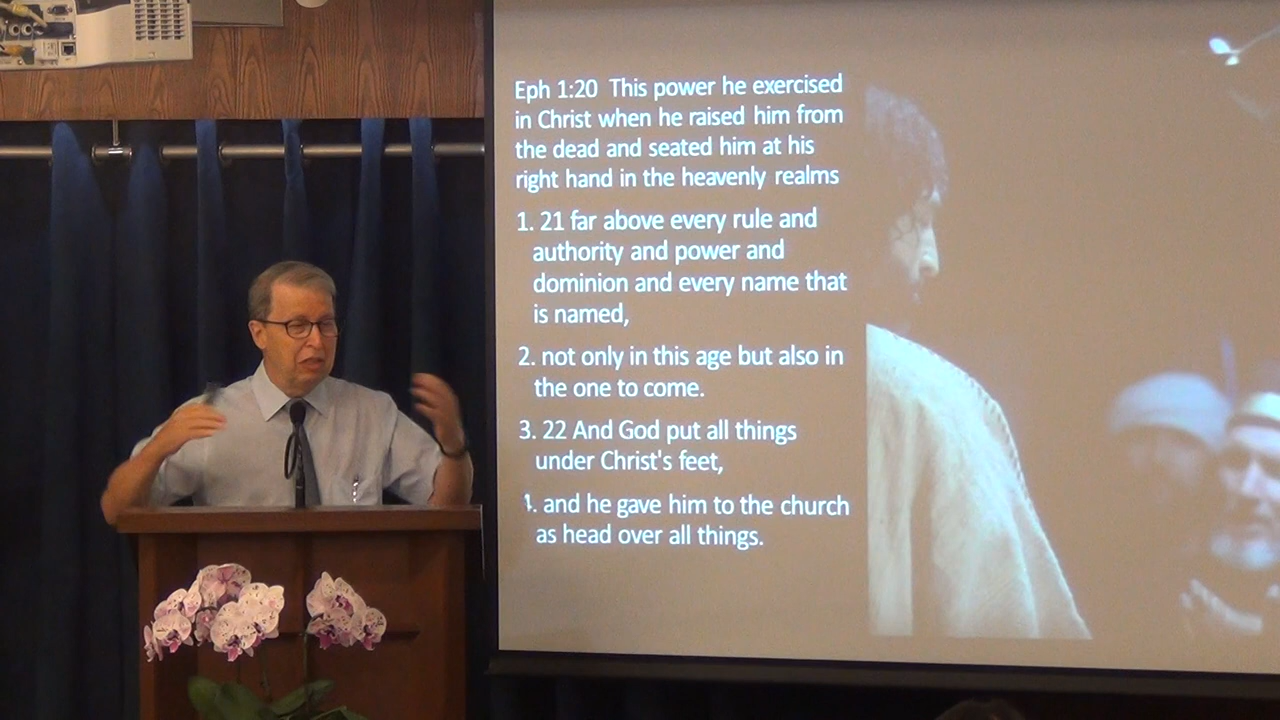 Eph 1:20 This power he exercised
in Christ when he raised him from
the dead and seated him at his
right hand in the heavenly realms
1. 21 far above every rule and
authority and power and
dominion and every name that
is named,
2. not only in this age but also in
the one to come.
3. 22 And God put all things
under Christ's feet,
4. and he gave him to the church
as head over all things.